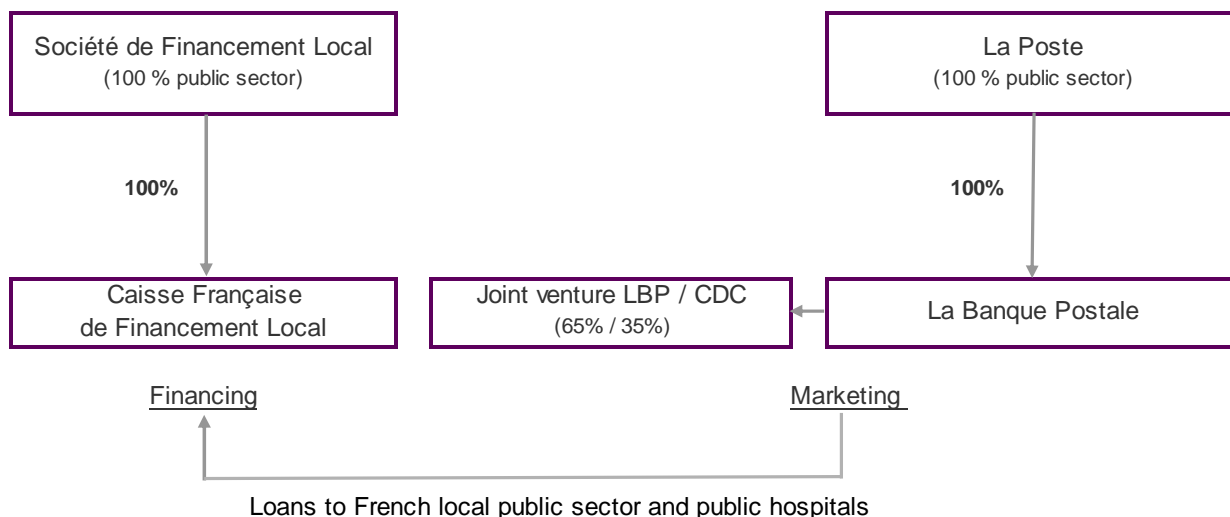 Société de Financement Local
(100 % public sector)
La Poste
(100 % public sector)
100%
100%
Caisse Française
de Financement Local
Joint venture LBP / CDC
(65% / 35%)
La Banque Postale
Financing
Marketing
Loans to French local public sector and public hospitals